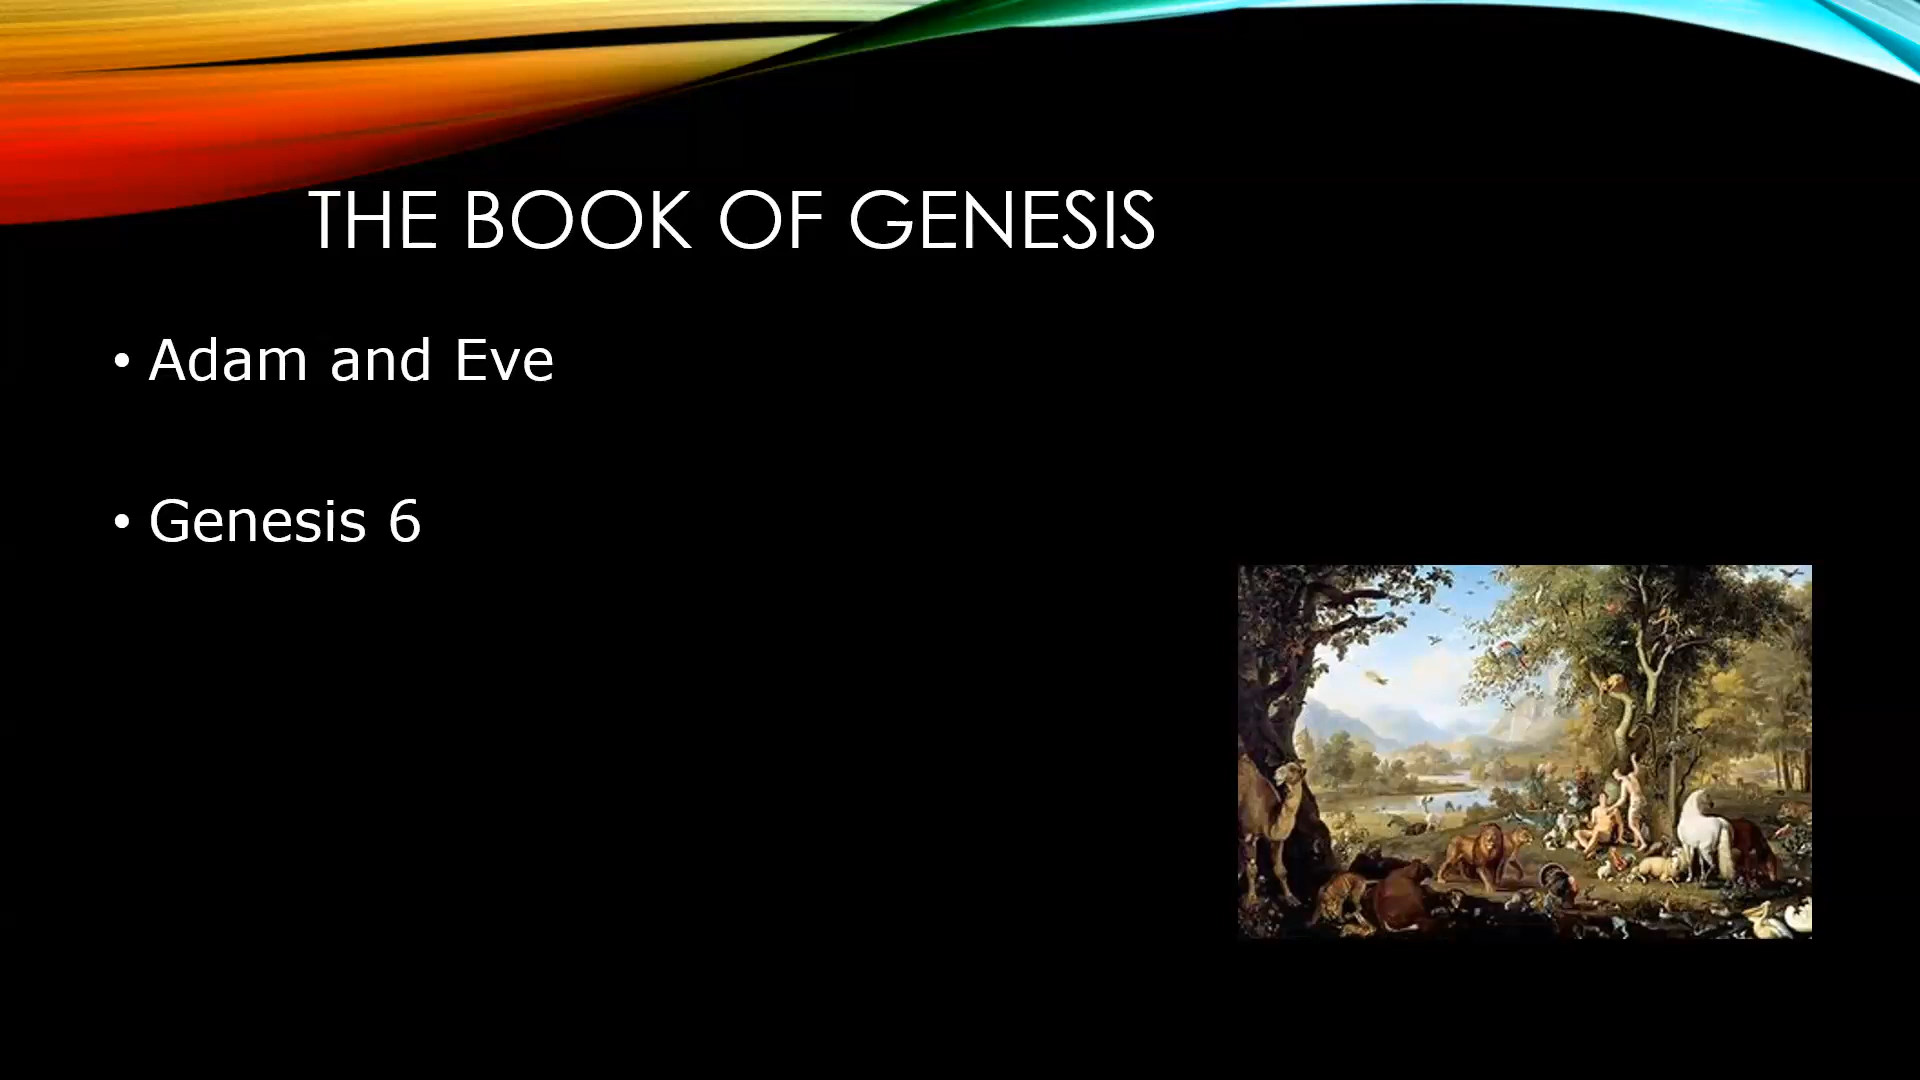 THE BOOK OF GENESIS
• Adam and Eve
• Genesis 6